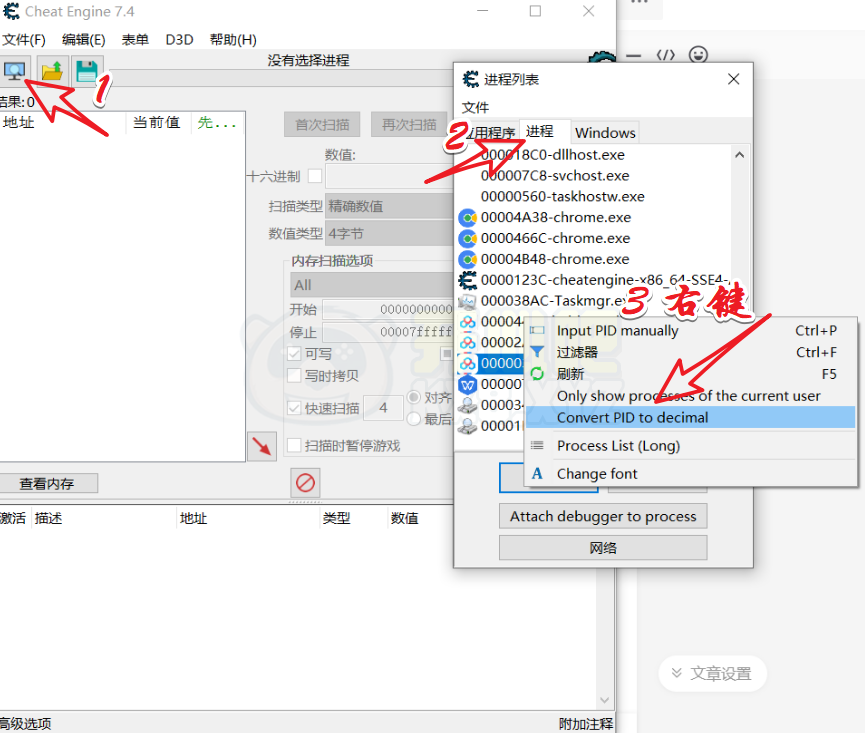 Cheat Engine 7.4
文件(F) 编辑(E) 表单 D3D 帮助(H)
没有选择进程
结果: 0
地址 当前值 先...
首次扫描 再次扫描
数值:
十六进制
扫描类型 精确数值
数值类型 4字节
内存扫描选项
All
开始 0000000000
停止 00007fffff
可写
写时拷贝
快速扫描 4 对齐
最后
扫描时暂停游戏
查看内存
激活 描述 地址 类型 数值
高级选项 附加注释
1
2
3 右键
进程列表
文件
应用程序 进程 Windows
000018C0-dllhost.exe
000007C8-svchost.exe
00000560-taskhostw.exe
00004A38-chrome.exe
0000466C-chrome.exe
00004B48-chrome.exe
0000123C-cheatengine-x86_64-SSE4-
000038AC-Taskmgr.exe
00004
00002
00000
00000
00003
00001
Input PID manually Ctrl+P
过滤器 Ctrl+F
刷新 F5
Only show processes of the current user
Convert PID to decimal
Process List (Long)
Change font
Attach debugger to process
网络
文章设置